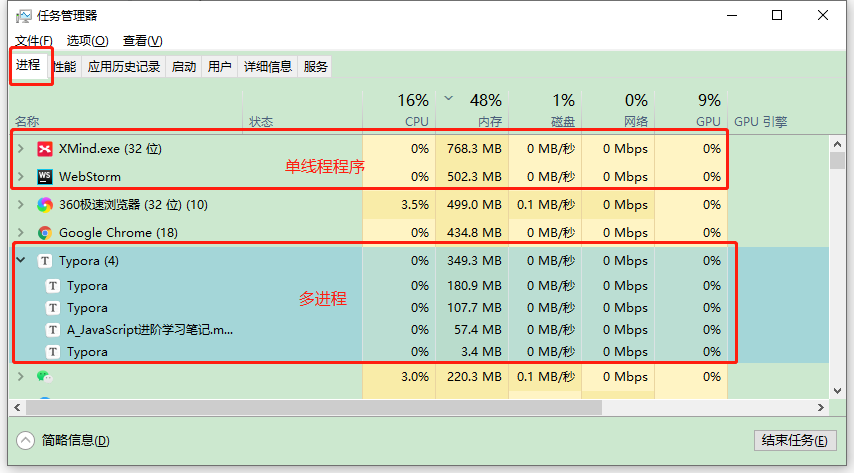 任务管理器
文件(F) 选项(O) 查看(V)
进程 性能 应用历史记录 启动 用户 详细信息 服务
16% 48% 1% 0% 9%
名称 状态 CPU 内存 磁盘 网络 GPU GPU 引擎
XMind.exe (32 位) 0% 768.3 MB 0 MB/秒 0 Mbps 0%
单线程程序
WebStorm 0% 502.3 MB 0 MB/秒 0 Mbps 0%
360极速浏览器 (32 位) (10) 3.5% 499.0 MB 0.1 MB/秒 0 Mbps 0%
Google Chrome (18) 0% 434.8 MB 0 MB/秒 0 Mbps 0%
Typora (4) 0% 349.3 MB 0 MB/秒 0 Mbps 0%
Typora 0% 180.9 MB 0 MB/秒 0 Mbps 0%
多进程
Typora 0% 107.7 MB 0 MB/秒 0 Mbps 0%
A_JavaScript进阶学习笔记.m... 0% 57.4 MB 0 MB/秒 0 Mbps 0%
Typora 0% 3.4 MB 0 MB/秒 0 Mbps 0%
3.0% 220.3 MB 0.1 MB/秒 0 Mbps 0%
简略信息(D) 结束任务(E)